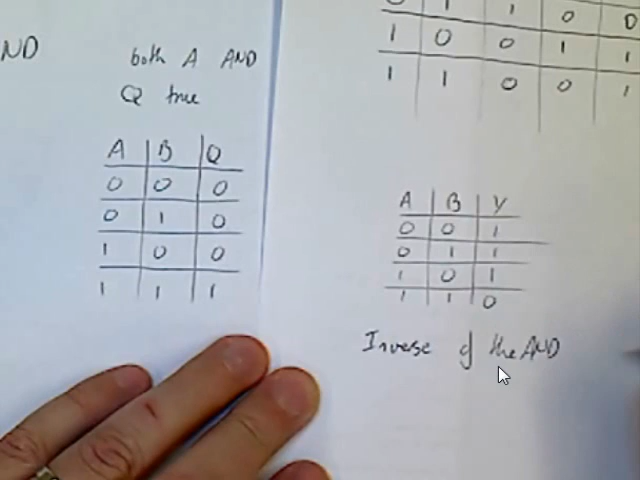 ND
both A AND
Q true
A B Q
0 0 0
0 1 0
1 0 0
1 1 1
1 1 0 0
1 0 0 1 1
1 1 0 0 1
A B Y
0 0 1
0 1 1
1 0 1
1 1 0
Inverse of the AND